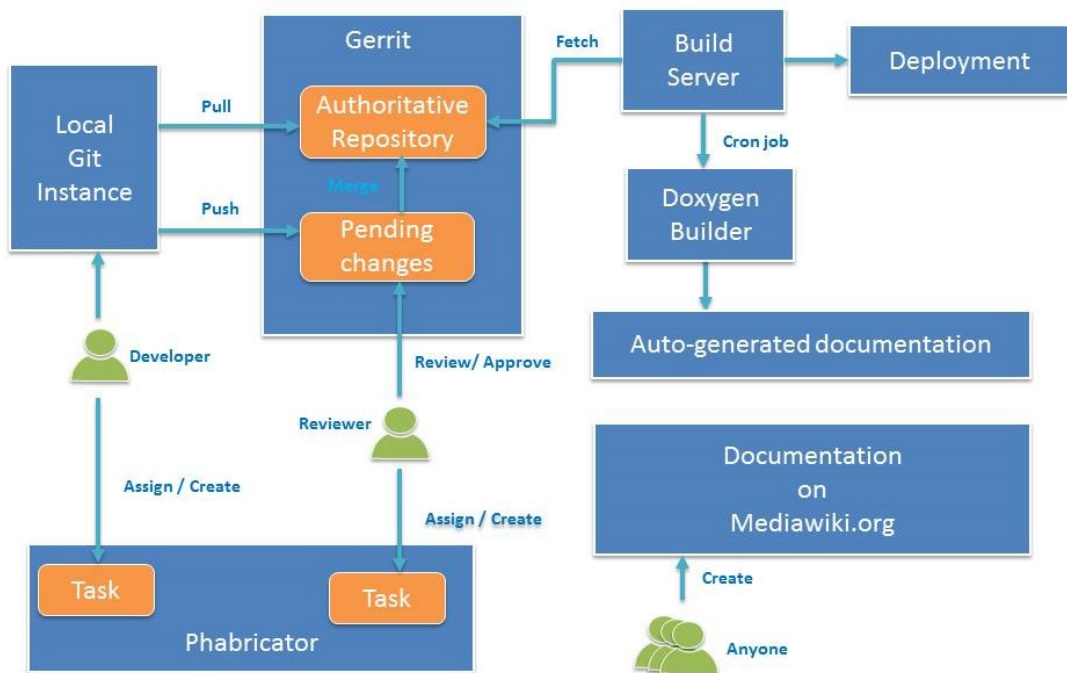 Gerrit
Fetch
Build
Server
Deployment
Local
Git
Instance
Pull
Authoritative
Repository
Cron job
Merge
Push
Pending
changes
Doxygen
Builder
Developer
Review/ Approve
Auto-generated documentation
Reviewer
Assign / Create
Assign / Create
Documentation
on
Mediawiki.org
Task
Task
Phabricator
Create
Anyone